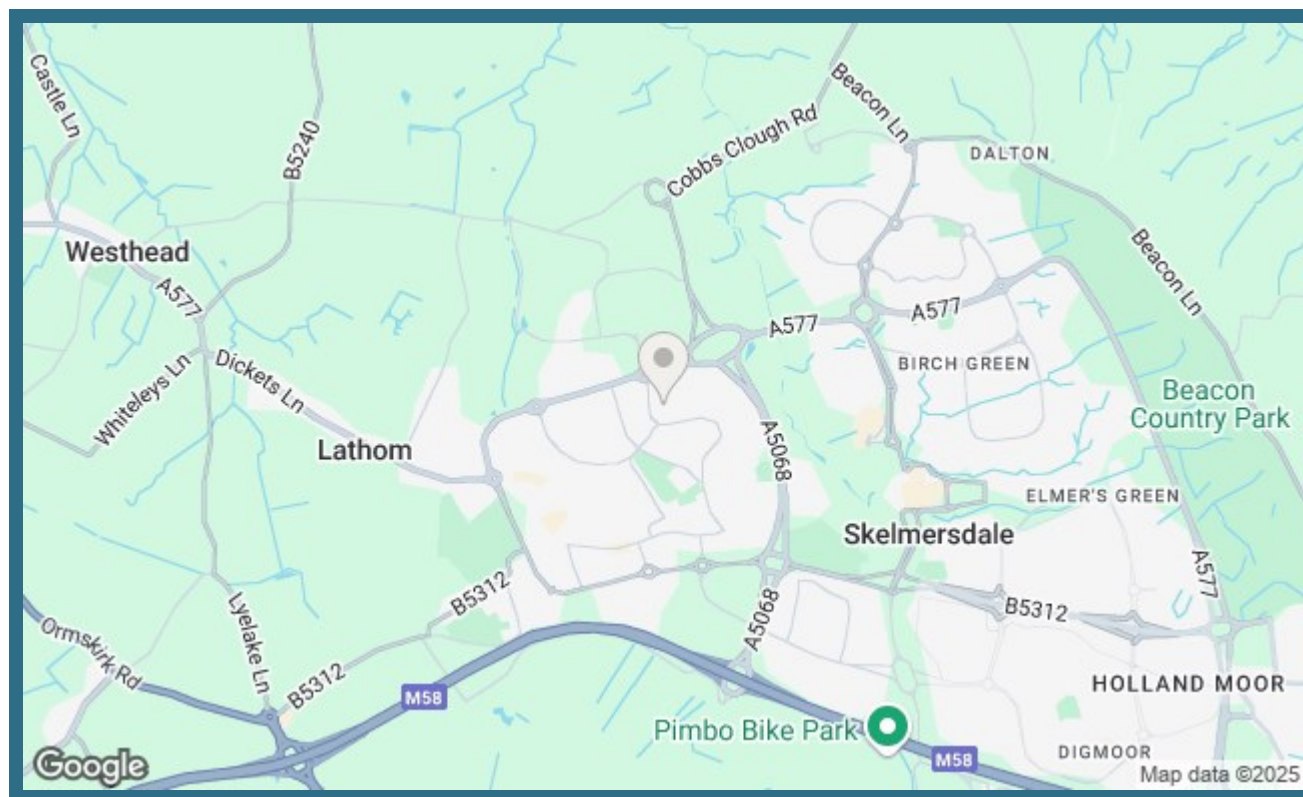 Castle Ln
B5240
Cobbs Clough Rd
Beacon Ln
DALTON
Westhead
A577
Beacon Ln
A577
A577
Whiteleys Ln
Dickets Ln
BIRCH GREEN
Beacon
Country Park
Lathom
A5068
ELMER'S GREEN
Skelmersdale
A577
B5312
B5312
Lyelake Ln
Ormskirk Rd
A5068
B5312
M58
HOLLAND MOOR
Pimbo Bike Park
M58
DIGMOOR
Google
Map data ©2025